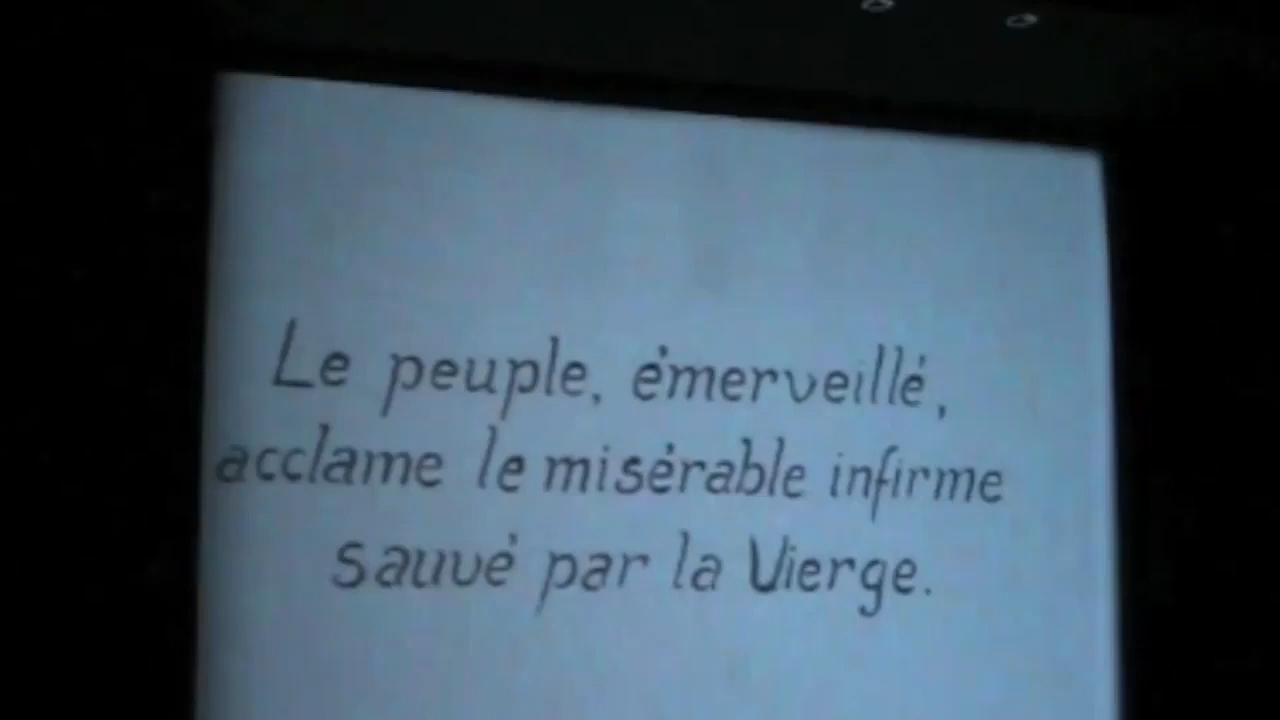 Le peuple, émerveillé,
acclame le misérable infirme
sauvé par la Vierge.